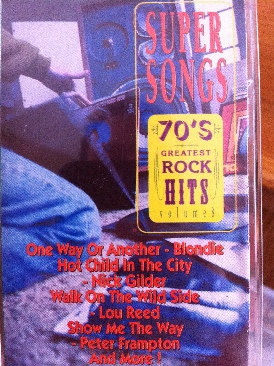 SUPER
SONGS
70'S
GREATEST
ROCK
HITS
volume 8
One Way Or Another - Blondie
Hot Child In The City
- Nick Gilder
Walk On The Wild Side
- Lou Reed
Show Me The Way
- Peter Frampton
And More !